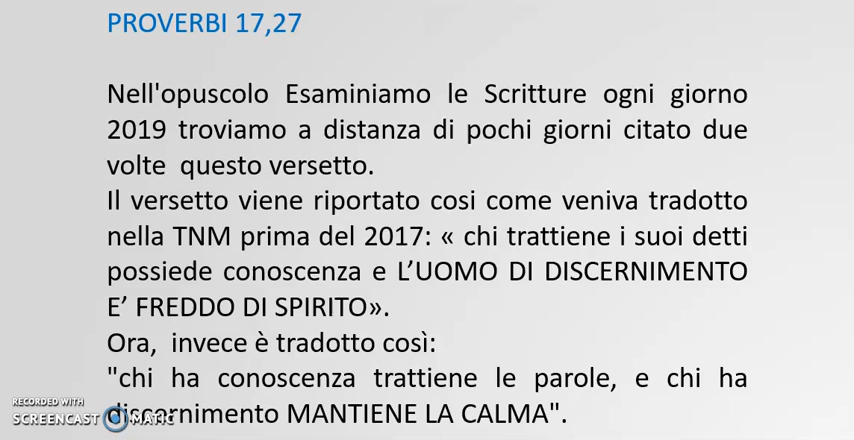 PROVERBI 17,27
Nell'opuscolo Esaminiamo le Scritture ogni giorno
2019 troviamo a distanza di pochi giorni citato due
volte questo versetto.
Il versetto viene riportato cosi come veniva tradotto
nella TNM prima del 2017: « chi trattiene i suoi detti
possiede conoscenza e L’UOMO DI DISCERNIMENTO
E’ FREDDO DI SPIRITO».
Ora, invece è tradotto così:
"chi ha conoscenza trattiene le parole, e chi ha
discernimento MANTIENE LA CALMA".
RECORDED WITH
SCREENCAST MATIC